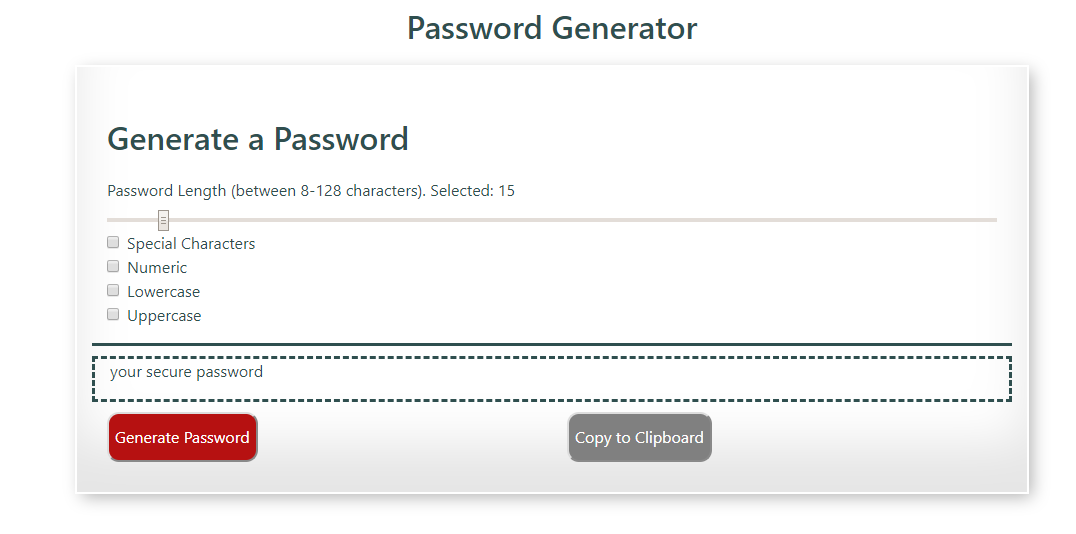 Password Generator
Generate a Password
Password Length (between 8-128 characters). Selected: 15
Special Characters
Numeric
Lowercase
Uppercase
your secure password
Generate Password
Copy to Clipboard